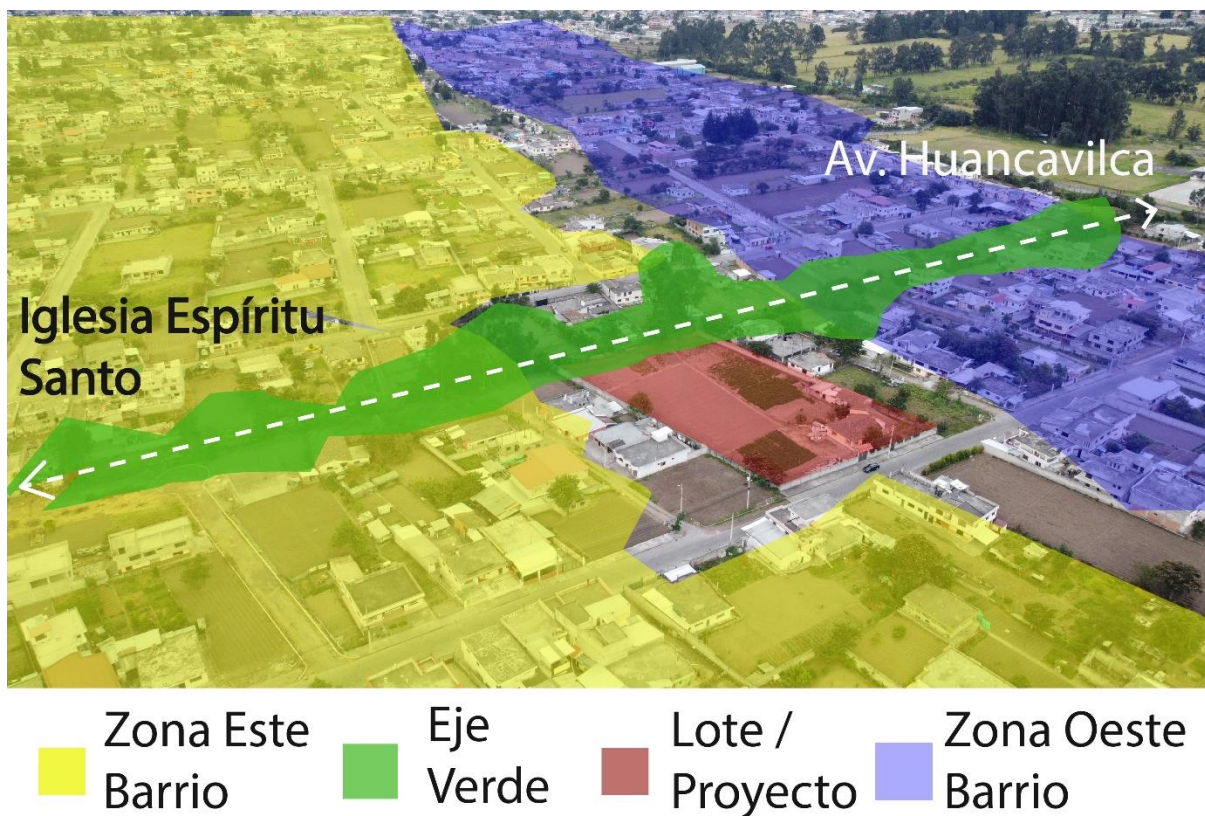 Av. Huancavilca
Iglesia Espíritu
Santo
Zona Este
Barrio
Eje
Verde
Lote /
Proyecto
Zona Oeste
Barrio